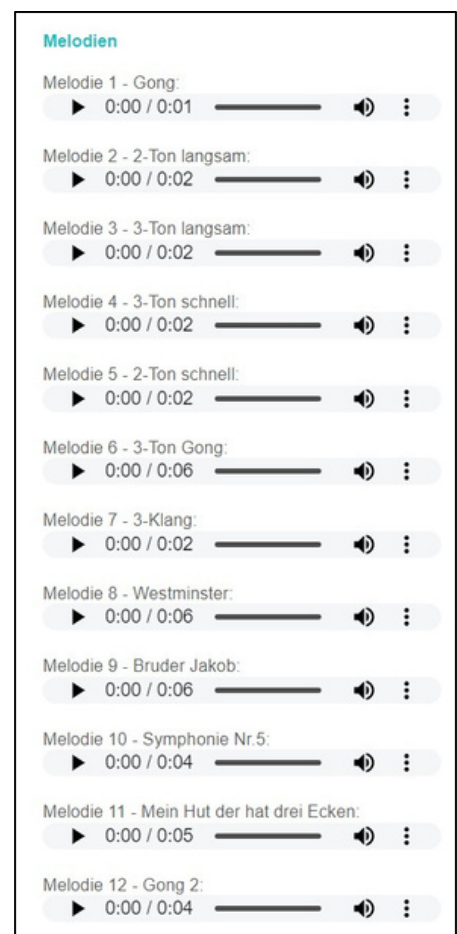 Melodien
Melodie 1 - Gong:
0:00 / 0:01
Melodie 2 - 2-Ton langsam:
0:00 / 0:02
Melodie 3 - 3-Ton langsam:
0:00 / 0:02
Melodie 4 - 3-Ton schnell:
0:00 / 0:02
Melodie 5 - 2-Ton schnell:
0:00 / 0:02
Melodie 6 - 3-Ton Gong:
0:00 / 0:06
Melodie 7 - 3-Klang:
0:00 / 0:02
Melodie 8 - Westminster:
0:00 / 0:06
Melodie 9 - Bruder Jakob:
0:00 / 0:06
Melodie 10 - Symphonie Nr.5:
0:00 / 0:04
Melodie 11 - Mein Hut der hat drei Ecken:
0:00 / 0:05
Melodie 12 - Gong 2:
0:00 / 0:04